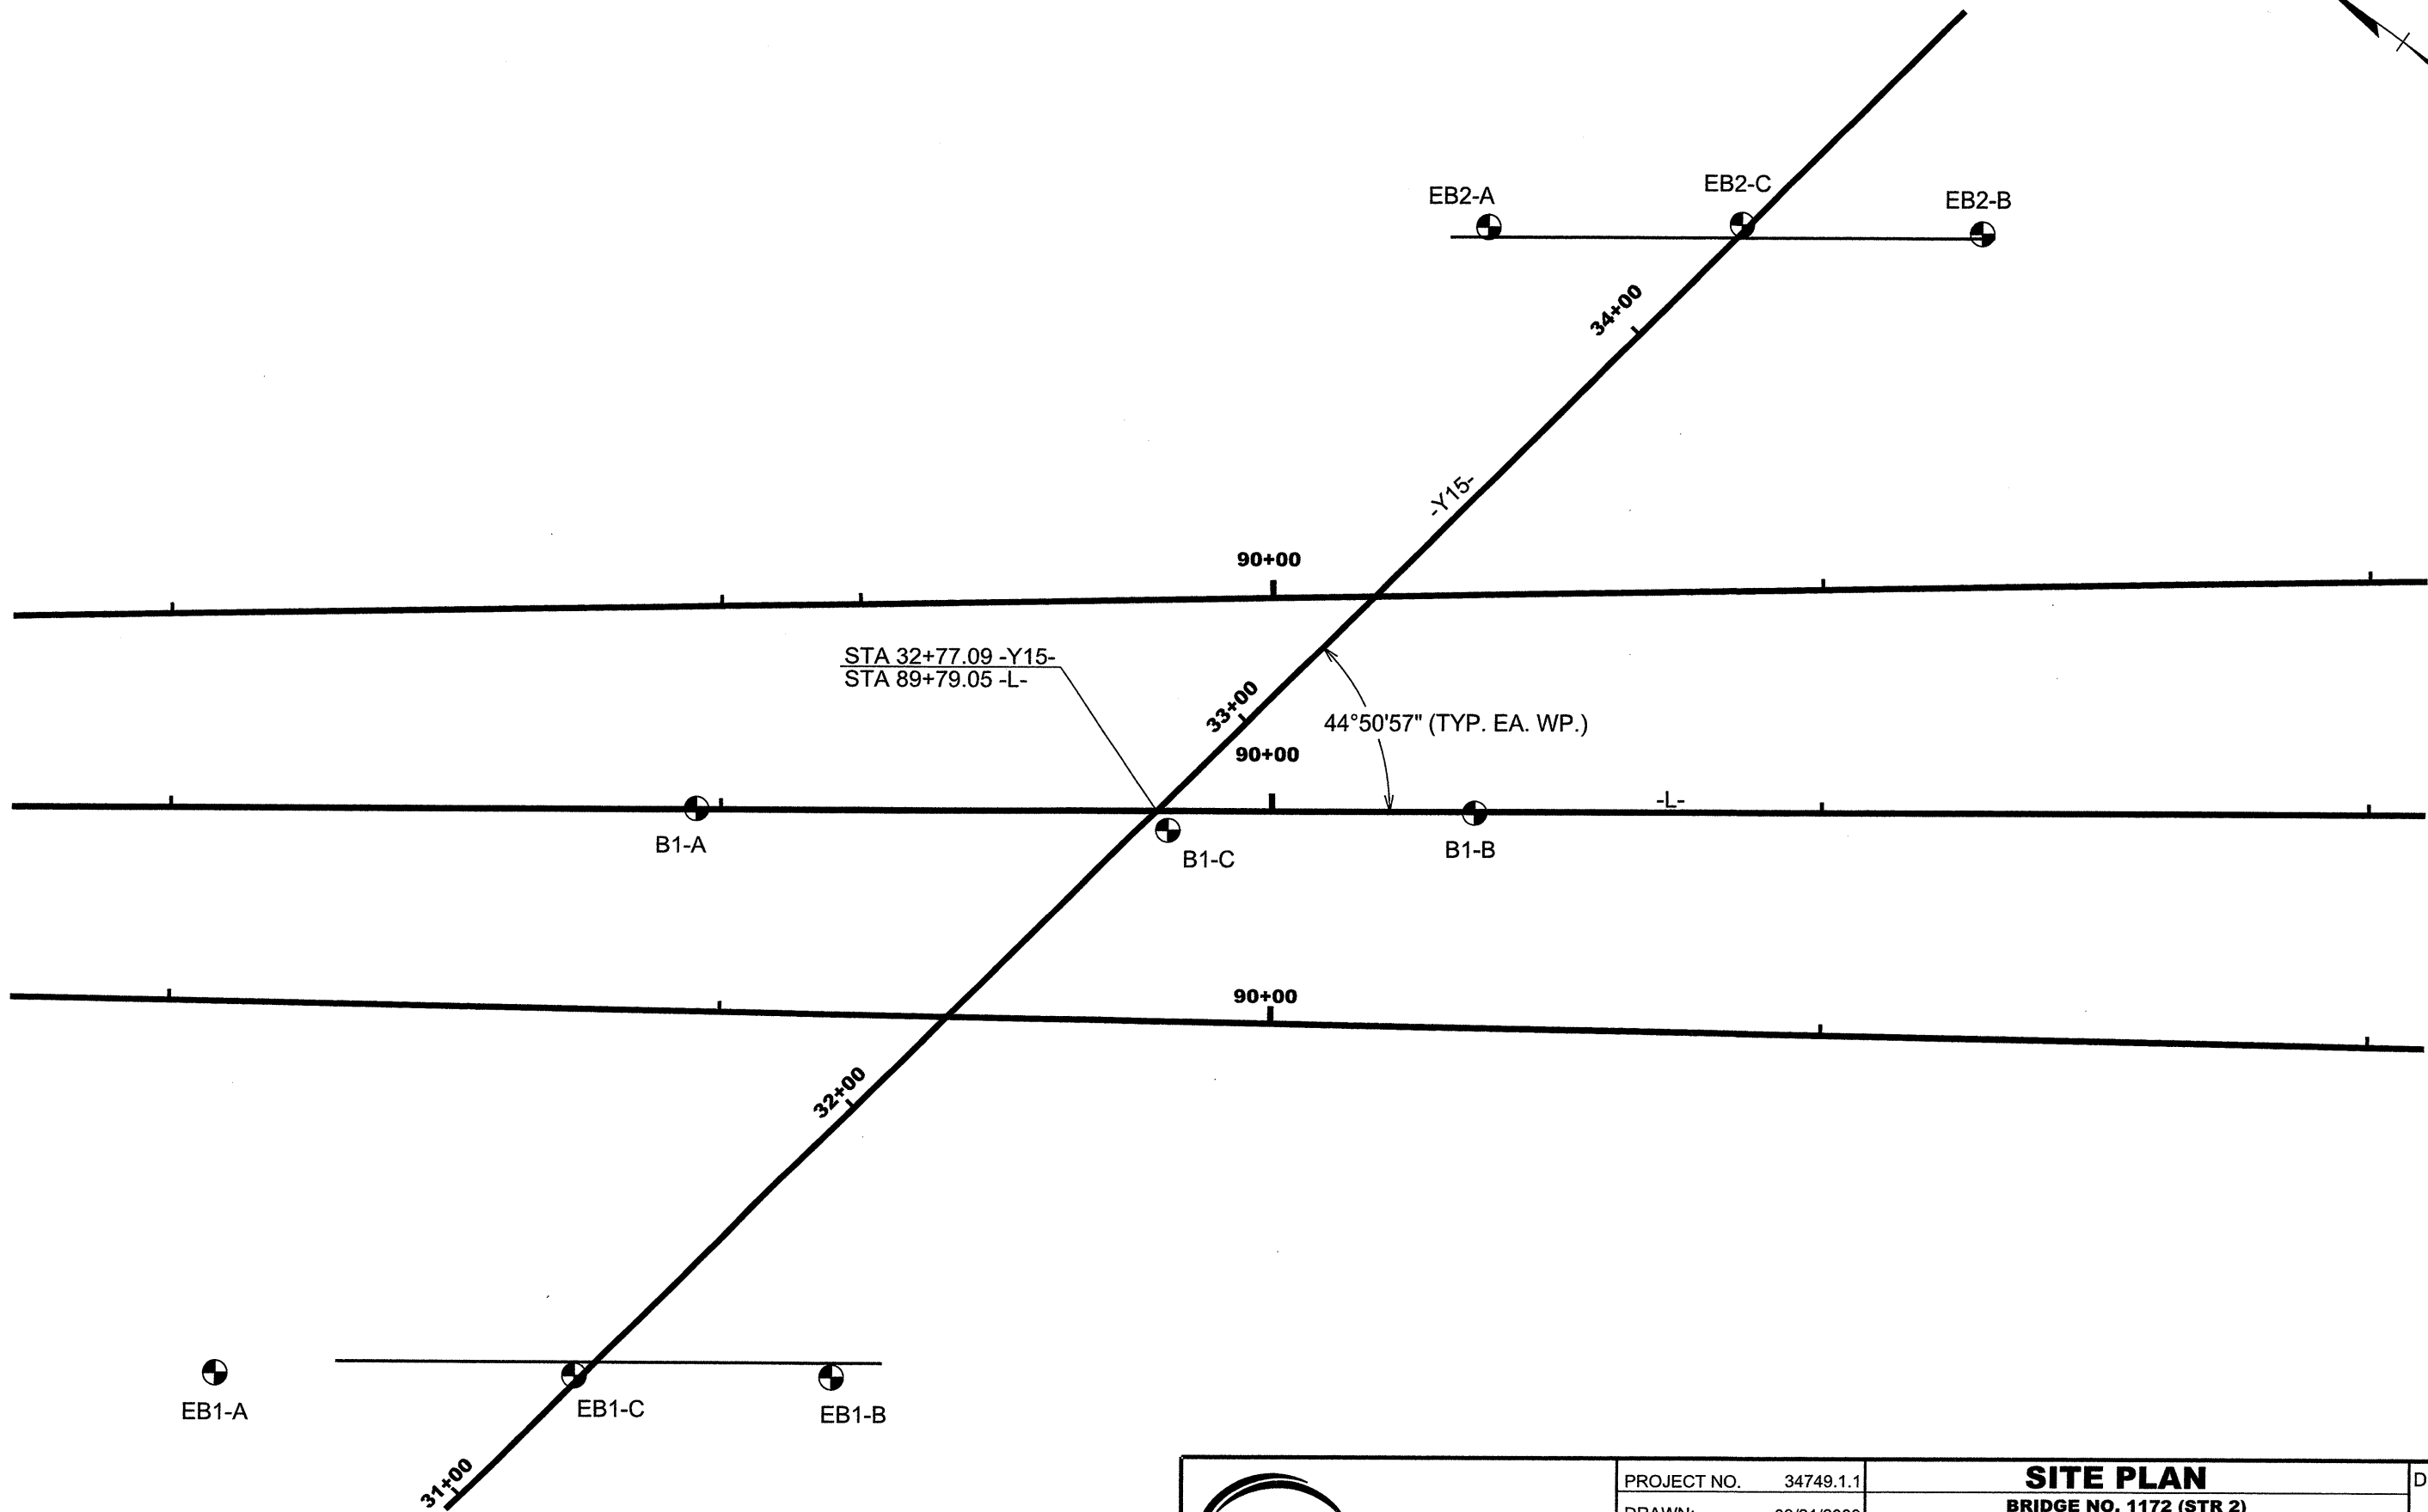 EB2-A
EB2-C
EB2-B
34+00
-Y15-
90+00
STA 32+77.09 -Y15-
STA 89+79.05 -L-
33+00
44°50'57" (TYP. EA. WP.)
90+00
-L-
B1-A
B1-C
B1-B
90+00
32+00
EB1-A
EB1-C
EB1-B
31+00
PROJECT NO. 34749.1.1
SITE PLAN
BRIDGE NO. 1172 (STR 2)